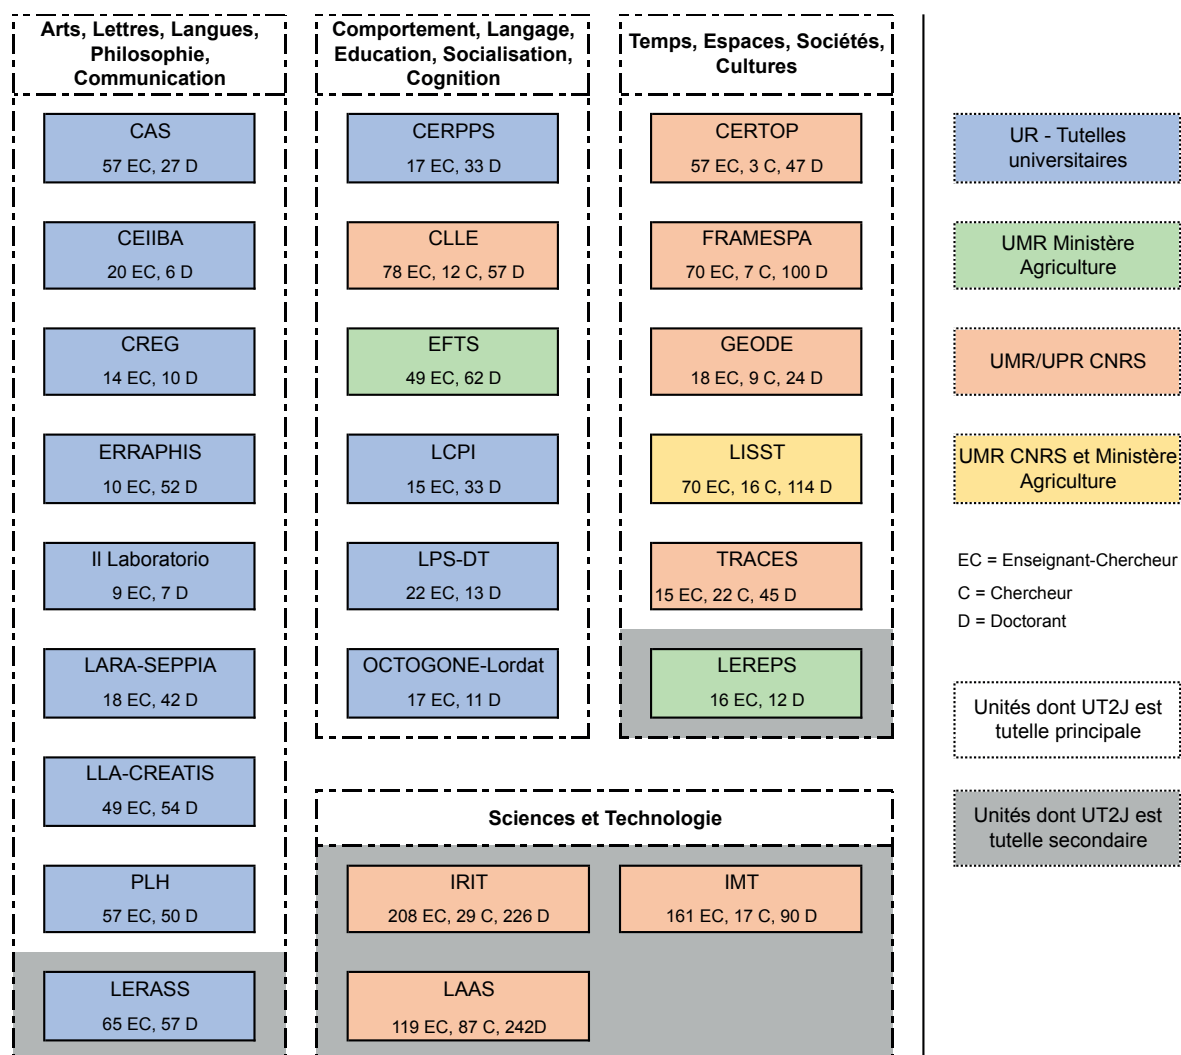 Arts, Lettres, Langues,
Philosophie,
Communication
CAS
57 EC, 27 D
CEIIBA
20 EC, 6 D
CREG
14 EC, 10 D
ERRAPHIS
10 EC, 52 D
Il Laboratorio
9 EC, 7 D
LARA-SEPPIA
18 EC, 42 D
LLA-CREATIS
49 EC, 54 D
PLH
57 EC, 50 D
LERASS
65 EC, 57 D
Comportement, Langage,
Education, Socialisation,
Cognition
CERPPS
17 EC, 33 D
CLLE
78 EC, 12 C, 57 D
EFTS
49 EC, 62 D
LCPI
15 EC, 33 D
LPS-DT
22 EC, 13 D
OCTOGONE-Lordat
17 EC, 11 D
Temps, Espaces, Sociétés,
Cultures
CERTOP
57 EC, 3 C, 47 D
FRAMESPA
70 EC, 7 C, 100 D
GEODE
18 EC, 9 C, 24 D
LISST
70 EC, 16 C, 114 D
TRACES
15 EC, 22 C, 45 D
LEREPS
16 EC, 12 D
Sciences et Technologie
IRIT
208 EC, 29 C, 226 D
IMT
161 EC, 17 C, 90 D
LAAS
119 EC, 87 C, 242D
UR - Tutelles
universitaires
UMR Ministère
Agriculture
UMR/UPR CNRS
UMR CNRS et Ministère
Agriculture
EC = Enseignant-Chercheur
C = Chercheur
D = Doctorant
Unités dont UT2J est
tutelle principale
Unités dont UT2J est
tutelle secondaire